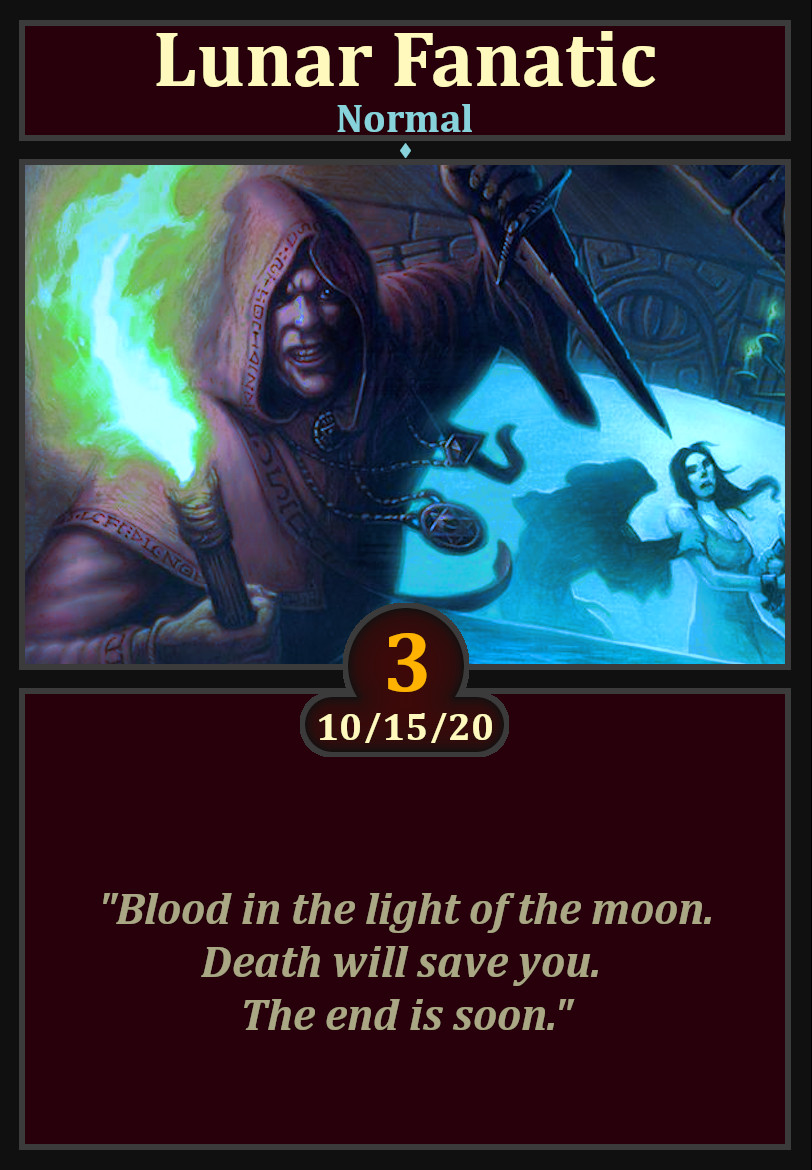 Lunar Fanatic
Normal
3
10/15/20
"Blood in the light of the moon.
Death will save you.
The end is soon."